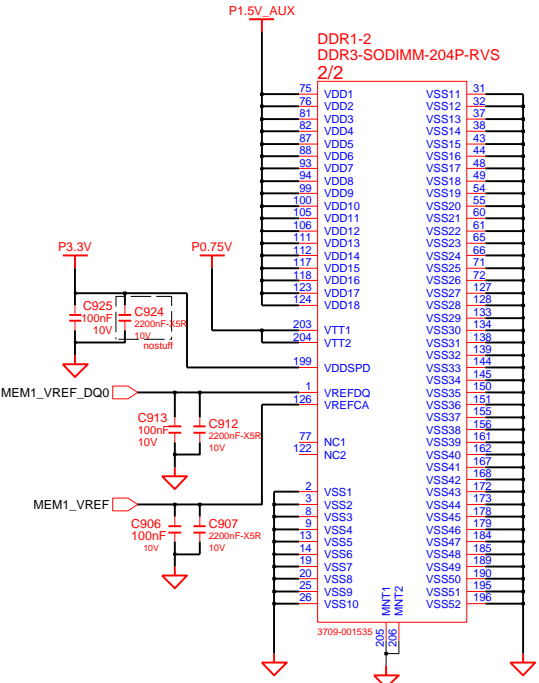 P1.5V_AUX
DDR1-2
DDR3-SODIMM-204P-RVS
2/2
75 VDD1 VSS11 31
76 VDD2 VSS12 32
81 VDD3 VSS13 37
82 VDD4 VSS14 38
87 VDD5 VSS15 43
88 VDD6 VSS16 44
93 VDD7 VSS17 48
94 VDD8 VSS18 49
99 VDD9 VSS19 54
100 VDD10 VSS20 55
105 VDD11 VSS21 60
106 VDD12 VSS22 61
111 VDD13 VSS23 65
112 VDD14 VSS24 66
117 VDD15 VSS25 71
118 VDD16 VSS26 72
123 VDD17 VSS27 127
124 VDD18 VSS28 128
VSS29 133
203 VTT1 VSS30 134
204 VTT2 VSS31 138
VSS32 139
199 VDDSPD VSS33 144
VSS34 145
1 VREFDQ VSS35 150
126 VREFCA VSS36 151
VSS37 155
VSS38 156
77 NC1 VSS39 161
122 NC2 VSS40 162
VSS41 167
VSS42 168
2 VSS1 VSS43 172
3 VSS2 VSS44 173
8 VSS3 VSS45 178
9 VSS4 VSS46 179
13 VSS5 VSS47 184
14 VSS6 VSS48 185
19 VSS7 VSS49 189
20 VSS8 VSS50 190
25 VSS9 VSS51 195
26 VSS10 VSS52 196
MNT1
MNT2
3709-001535
205
206
P3.3V
P0.75V
C925
100nF
10V
C924
2200nF-X5R
10V
nostuff
MEM1_VREF_DQ0
C913
100nF
10V
C912
2200nF-X5R
10V
MEM1_VREF
C906
100nF
10V
C907
2200nF-X5R
10V